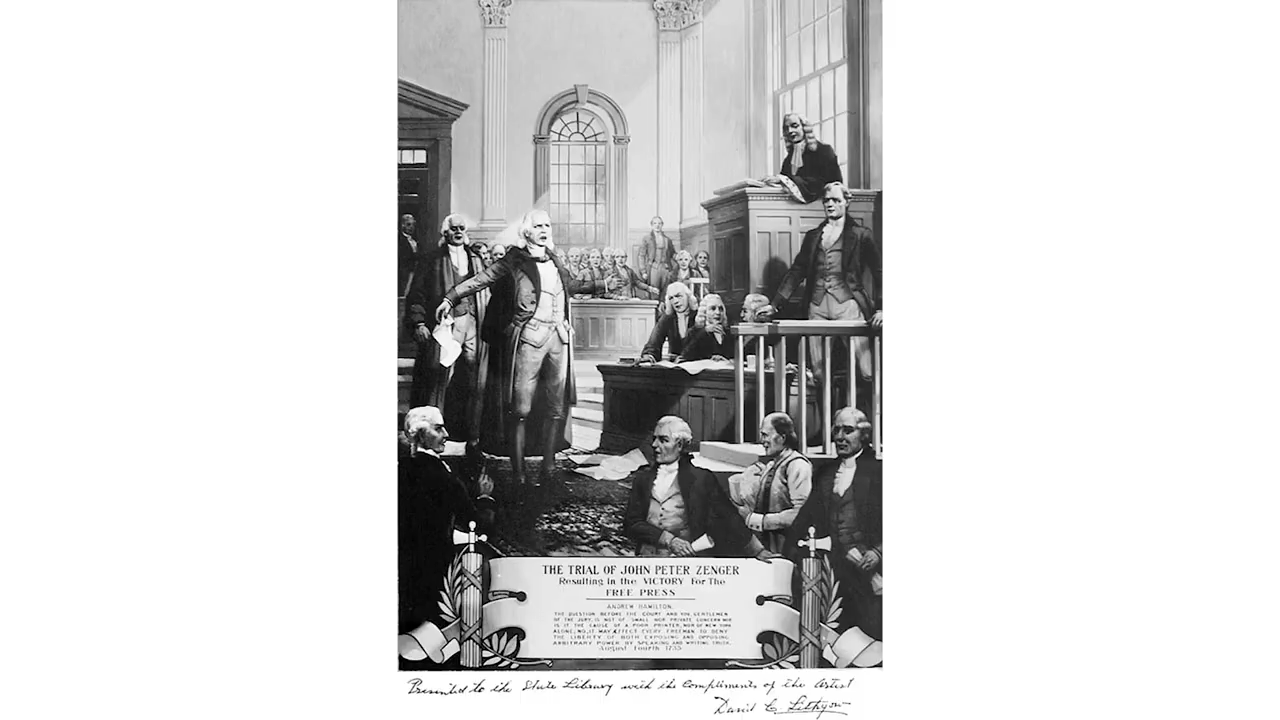 THE TRIAL OF JOHN PETER ZENGER
Resulting in the VICTORY For The
FREE PRESS
ANDREW HAMILTON.
THE QUESTION BEFORE THE COURT AND YOU, GENTLEMEN
OF THE JURY, IS NOT OF SMALL NOR PRIVATE CONCERN NOR
IS IT THE CAUSE OF A POOR PRINTER, NOR OF NEW YORK
ALONE; NO, IT MAY AFFECT EVERY FREEMAN TO DENY
THE LIBERTY OF BOTH EXPOSING AND OPPOSING
ARBITRARY POWER BY SPEAKING AND WRITING TRUTH.
August Fourth 1735
Presented to the State Library with the Compliments of the Artist
David C Lithgow